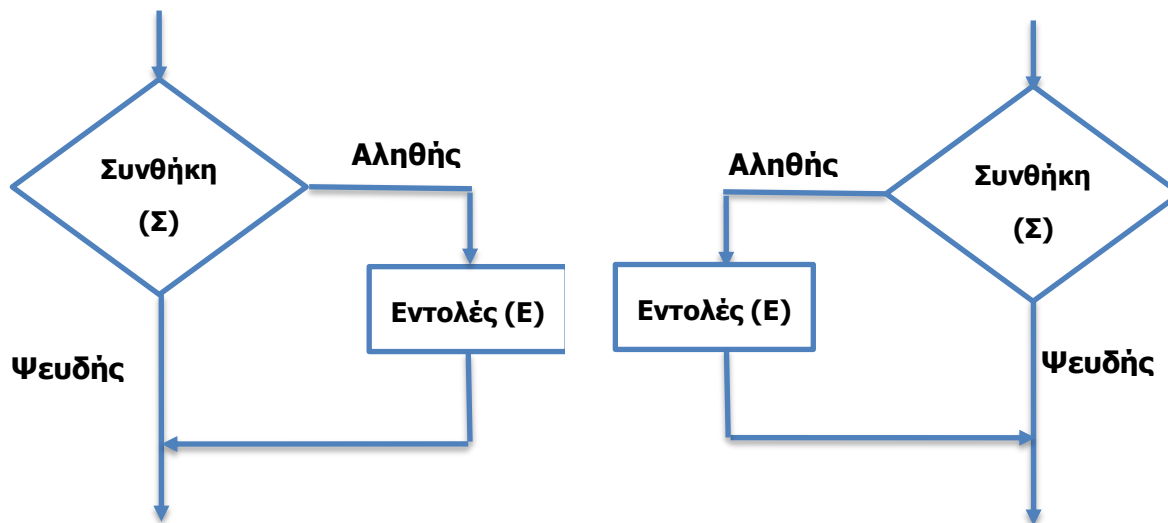 Συνθήκη
(Σ)
Αληθής
Εντολές (Ε)
Ψευδής
Συνθήκη
(Σ)
Αληθής
Εντολές (Ε)
Ψευδής